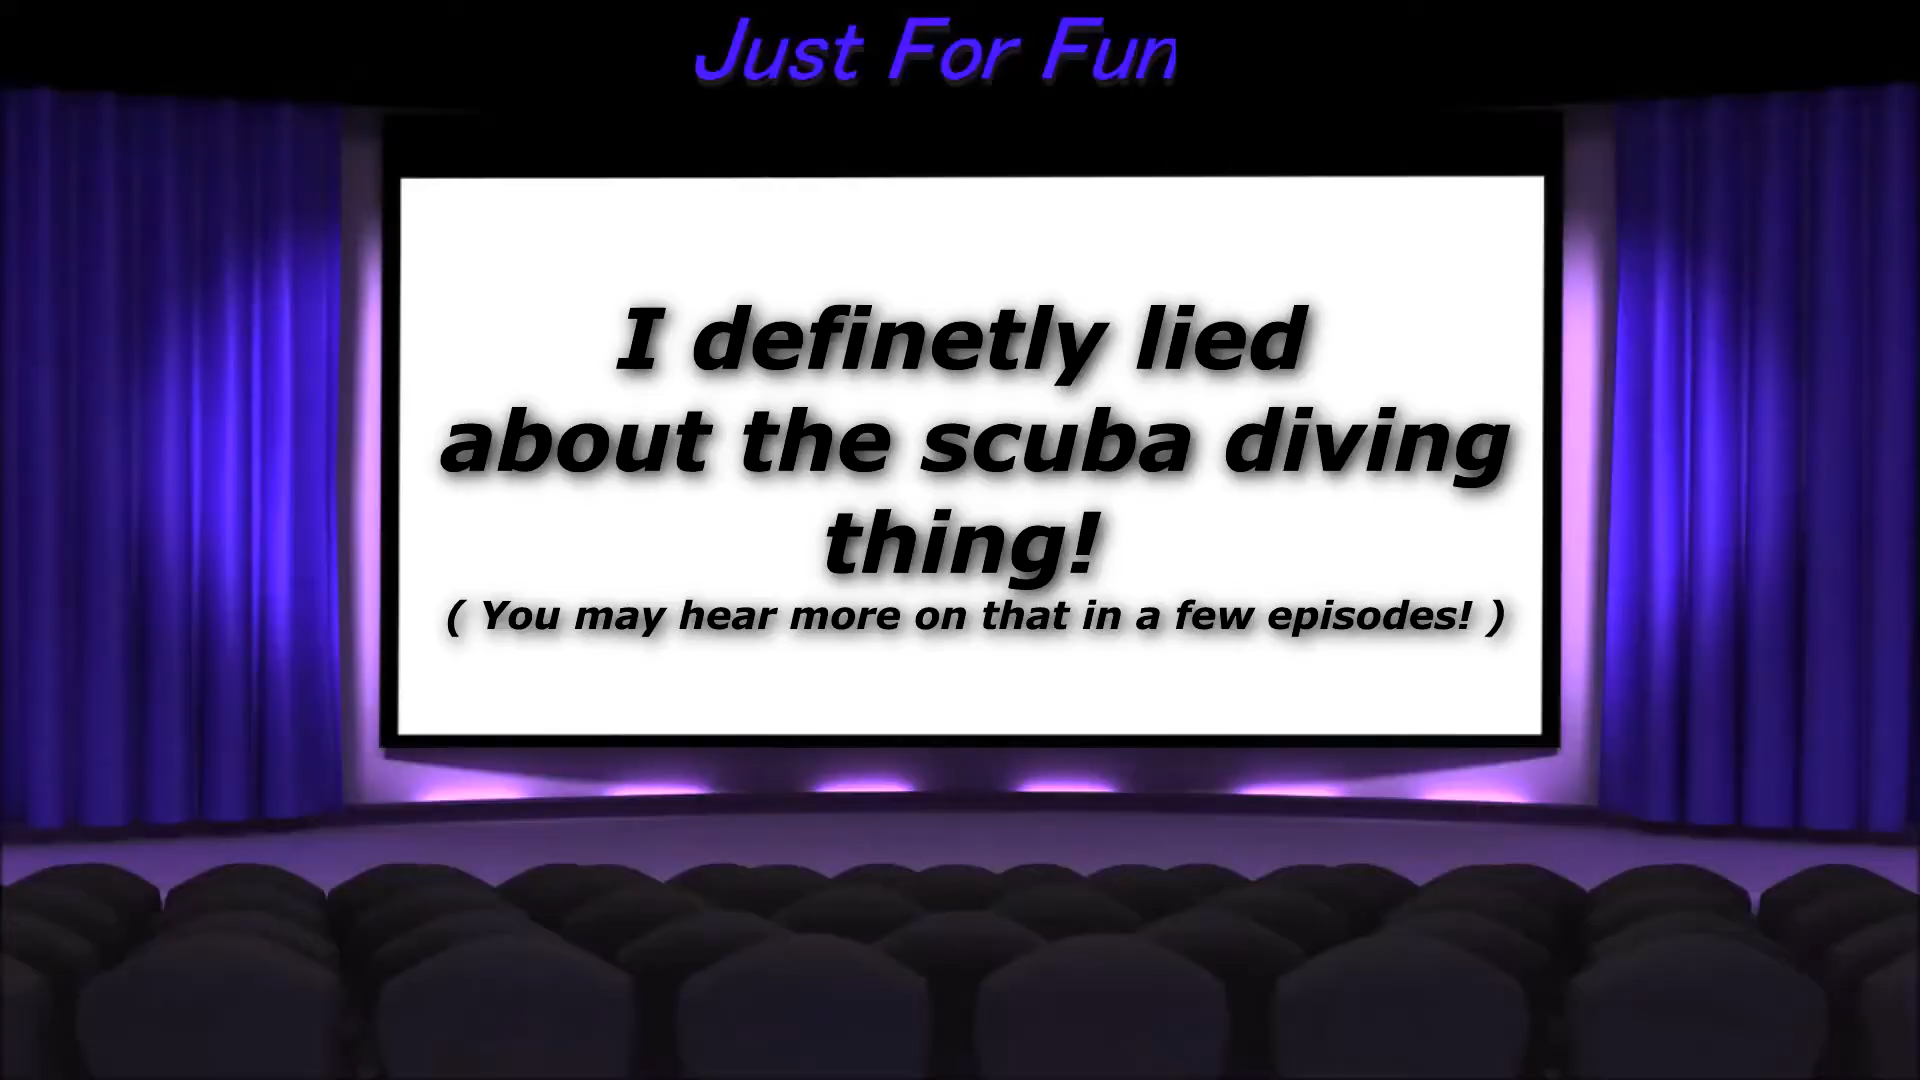 Just For Fun
I definetly lied
about the scuba diving
thing!
( You may hear more on that in a few episodes! )